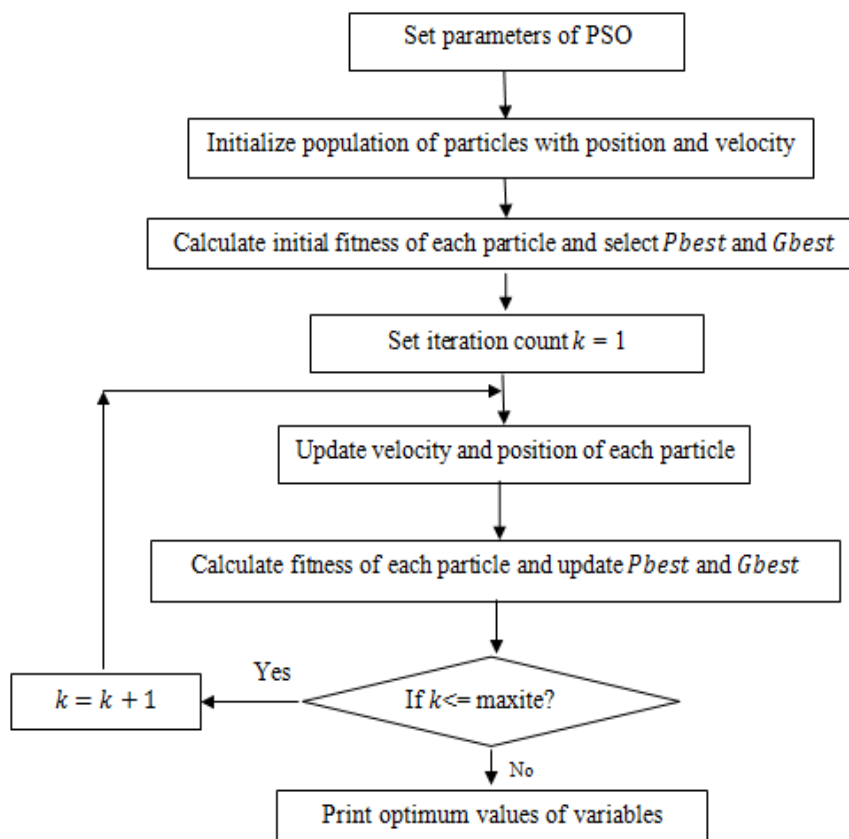 Set parameters of PSO
Initialize population of particles with position and velocity
Calculate initial fitness of each particle and select Pbest and Gbest
Set iteration count k = 1
Update velocity and position of each particle
Calculate fitness of each particle and update Pbest and Gbest
Yes
k = k + 1
If k<= maxite?
No
Print optimum values of variables